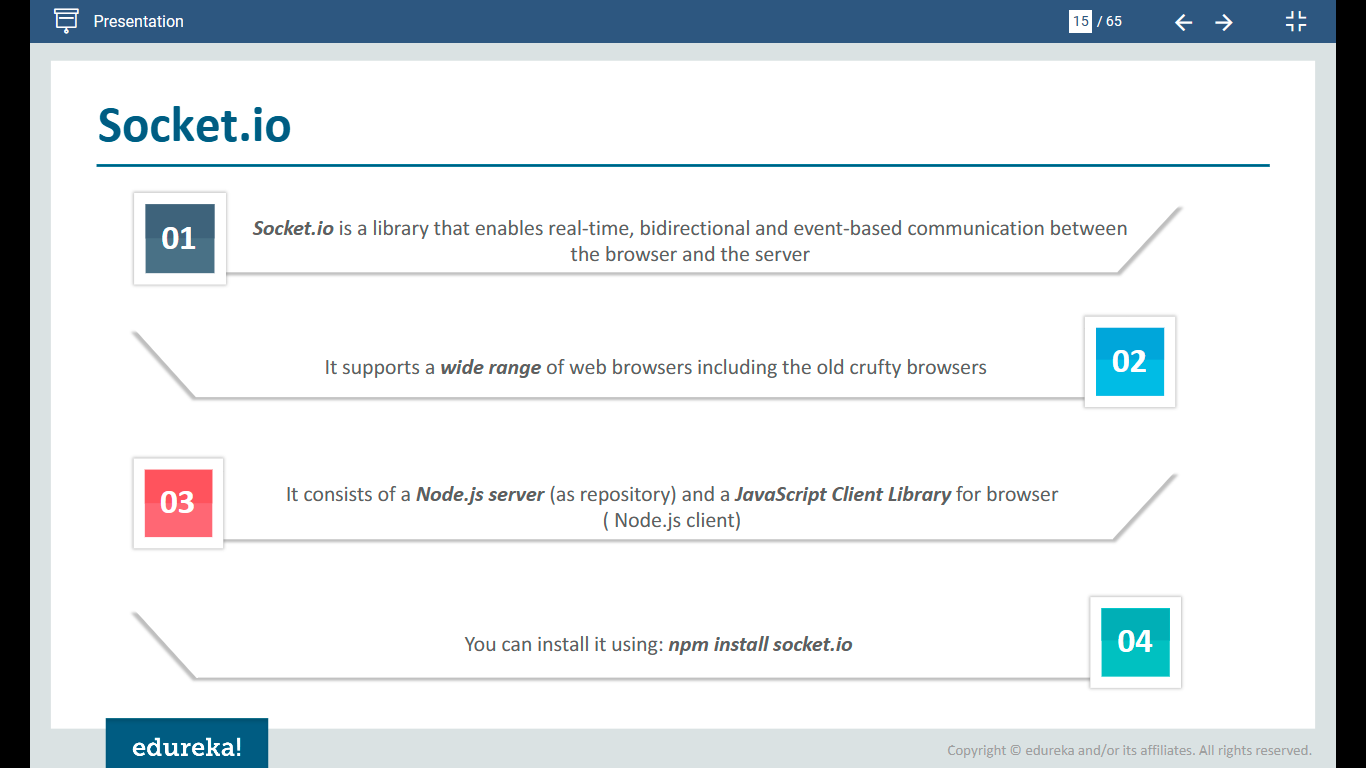 Presentation
15 / 65
Socket.io
01
Socket.io is a library that enables real-time, bidirectional and event-based communication between
the browser and the server
It supports a wide range of web browsers including the old crufty browsers
02
03
It consists of a Node.js server (as repository) and a JavaScript Client Library for browser
( Node.js client)
You can install it using: npm install socket.io
04
edureka!
Copyright © edureka and/or its affiliates. All rights reserved.